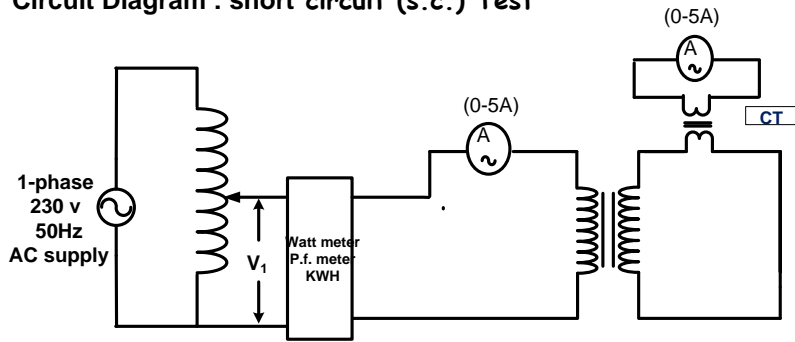 Circuit Diagram : short circuit (s.c.) Test
(0-5A)
A
CT
(0-5A)
A
1-phase
230 v
50Hz
AC supply
V1
Watt meter
P.f. meter
KWH